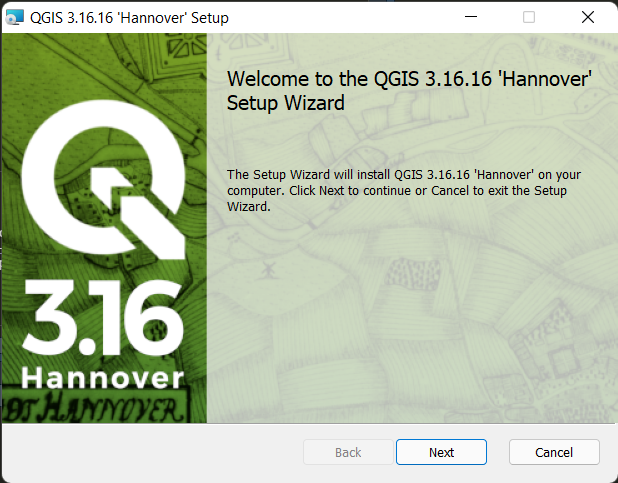 QGIS 3.16.16 'Hannover' Setup
Welcome to the QGIS 3.16.16 'Hannover'
Setup Wizard
The Setup Wizard will install QGIS 3.16.16 'Hannover' on your
computer. Click Next to continue or Cancel to exit the Setup
Wizard.
3.16
Hannover
HANNOVER
Back
Next
Cancel